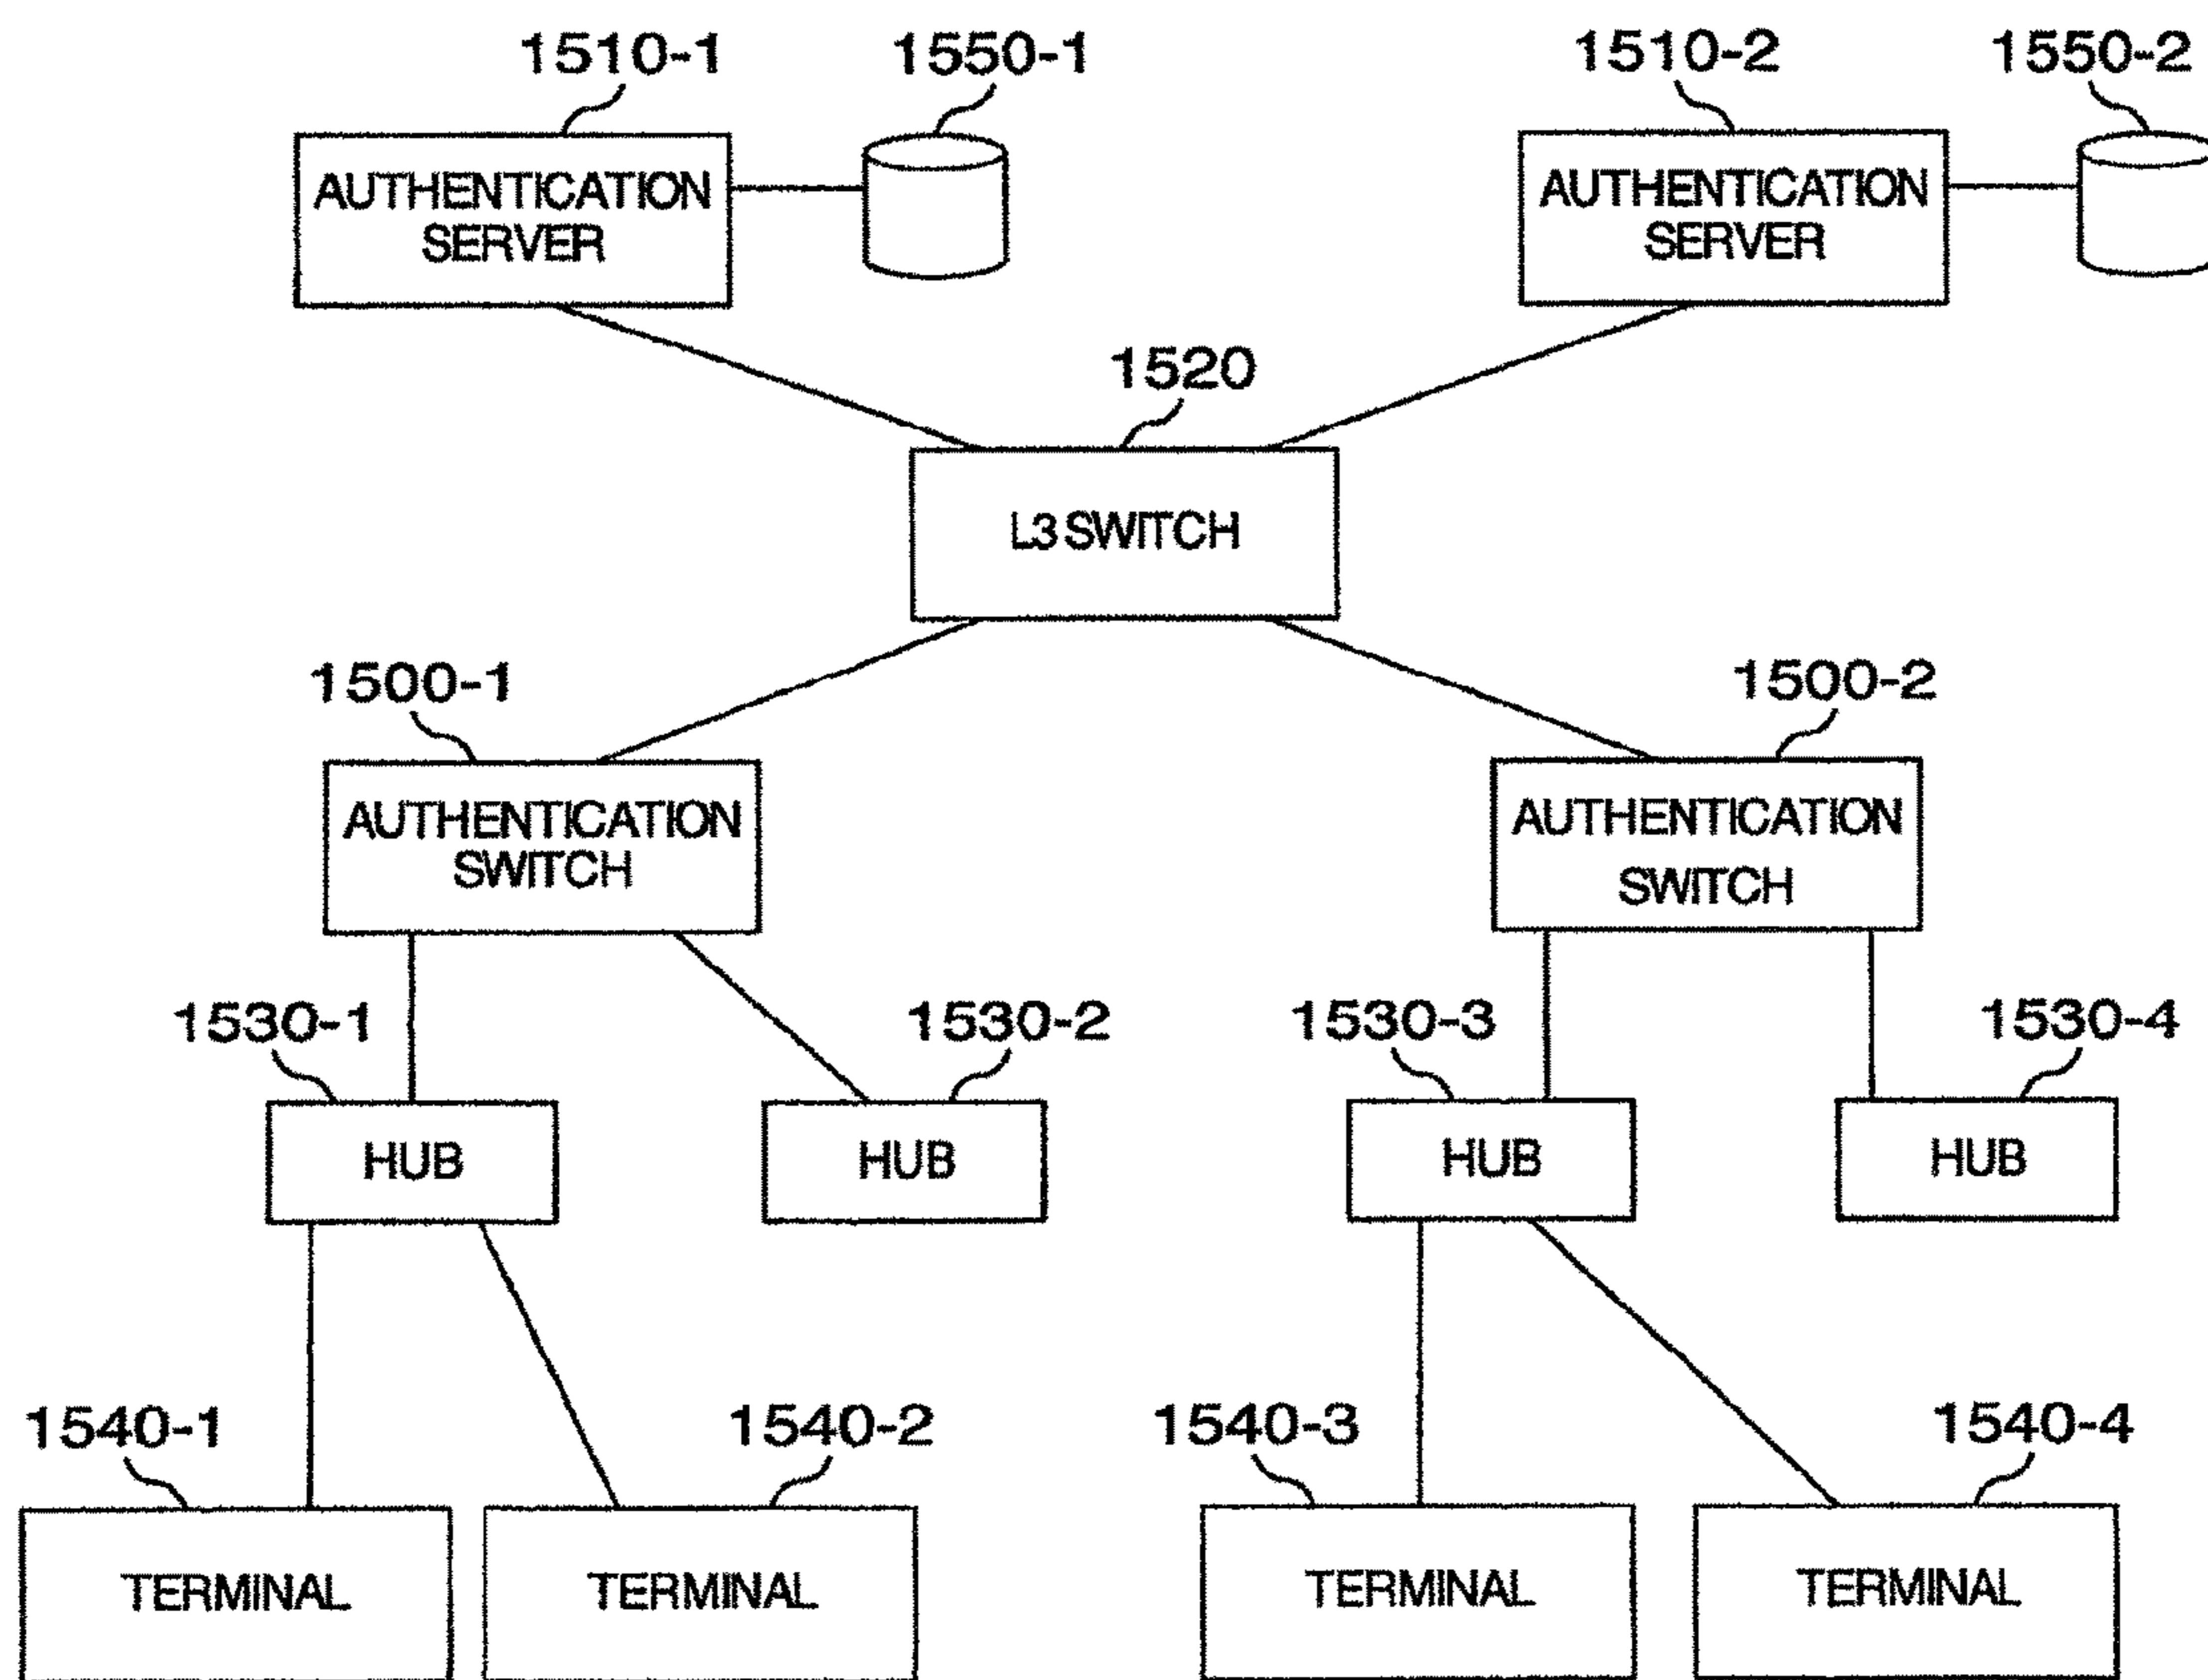 1510-1
1550-1
1510-2
1550-2
AUTHENTICATION
SERVER
AUTHENTICATION
SERVER
1520
L3 SWITCH
1500-1
1500-2
AUTHENTICATION
SWITCH
AUTHENTICATION
SWITCH
1530-1
1530-2
1530-3
1530-4
HUB
HUB
HUB
HUB
1540-1
1540-2
1540-3
1540-4
TERMINAL
TERMINAL
TERMINAL
TERMINAL